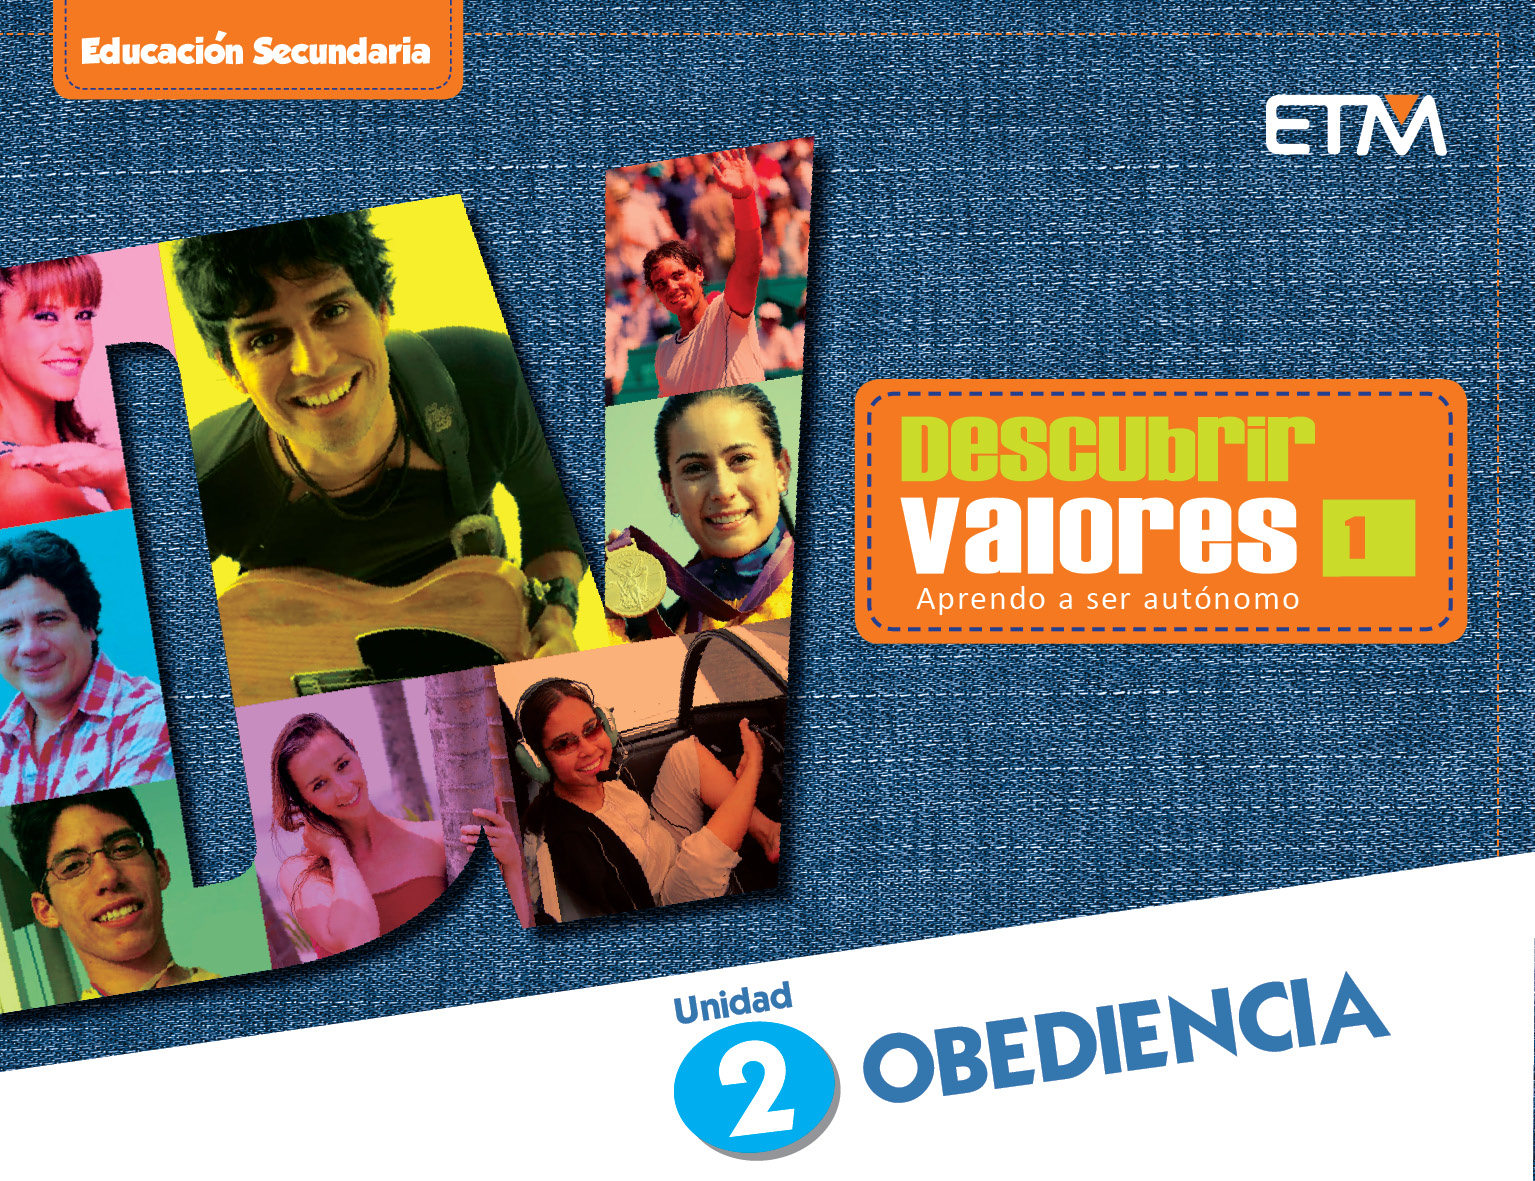 Educación Secundaria
ETM
Descubrir
valores 1
Aprendo a ser autónomo
Unidad
2 OBEDIENCIA